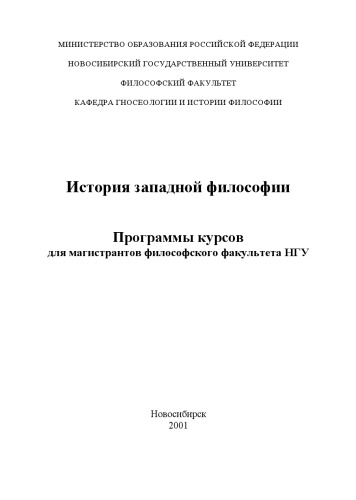 МИНИСТЕРСТВО ОБРАЗОВАНИЯ РОССИЙСКОЙ ФЕДЕРАЦИИ
НОВОСИБИРСКИЙ ГОСУДАРСТВЕННЫЙ УНИВЕРСИТЕТ
ФИЛОСОФСКИЙ ФАКУЛЬТЕТ
КАФЕДРА ГНОСЕОЛОГИИ И ИСТОРИИ ФИЛОСОФИИ
История западной философии
Программы курсов
для магистрантов философского факультета НГУ
Новосибирск
2001